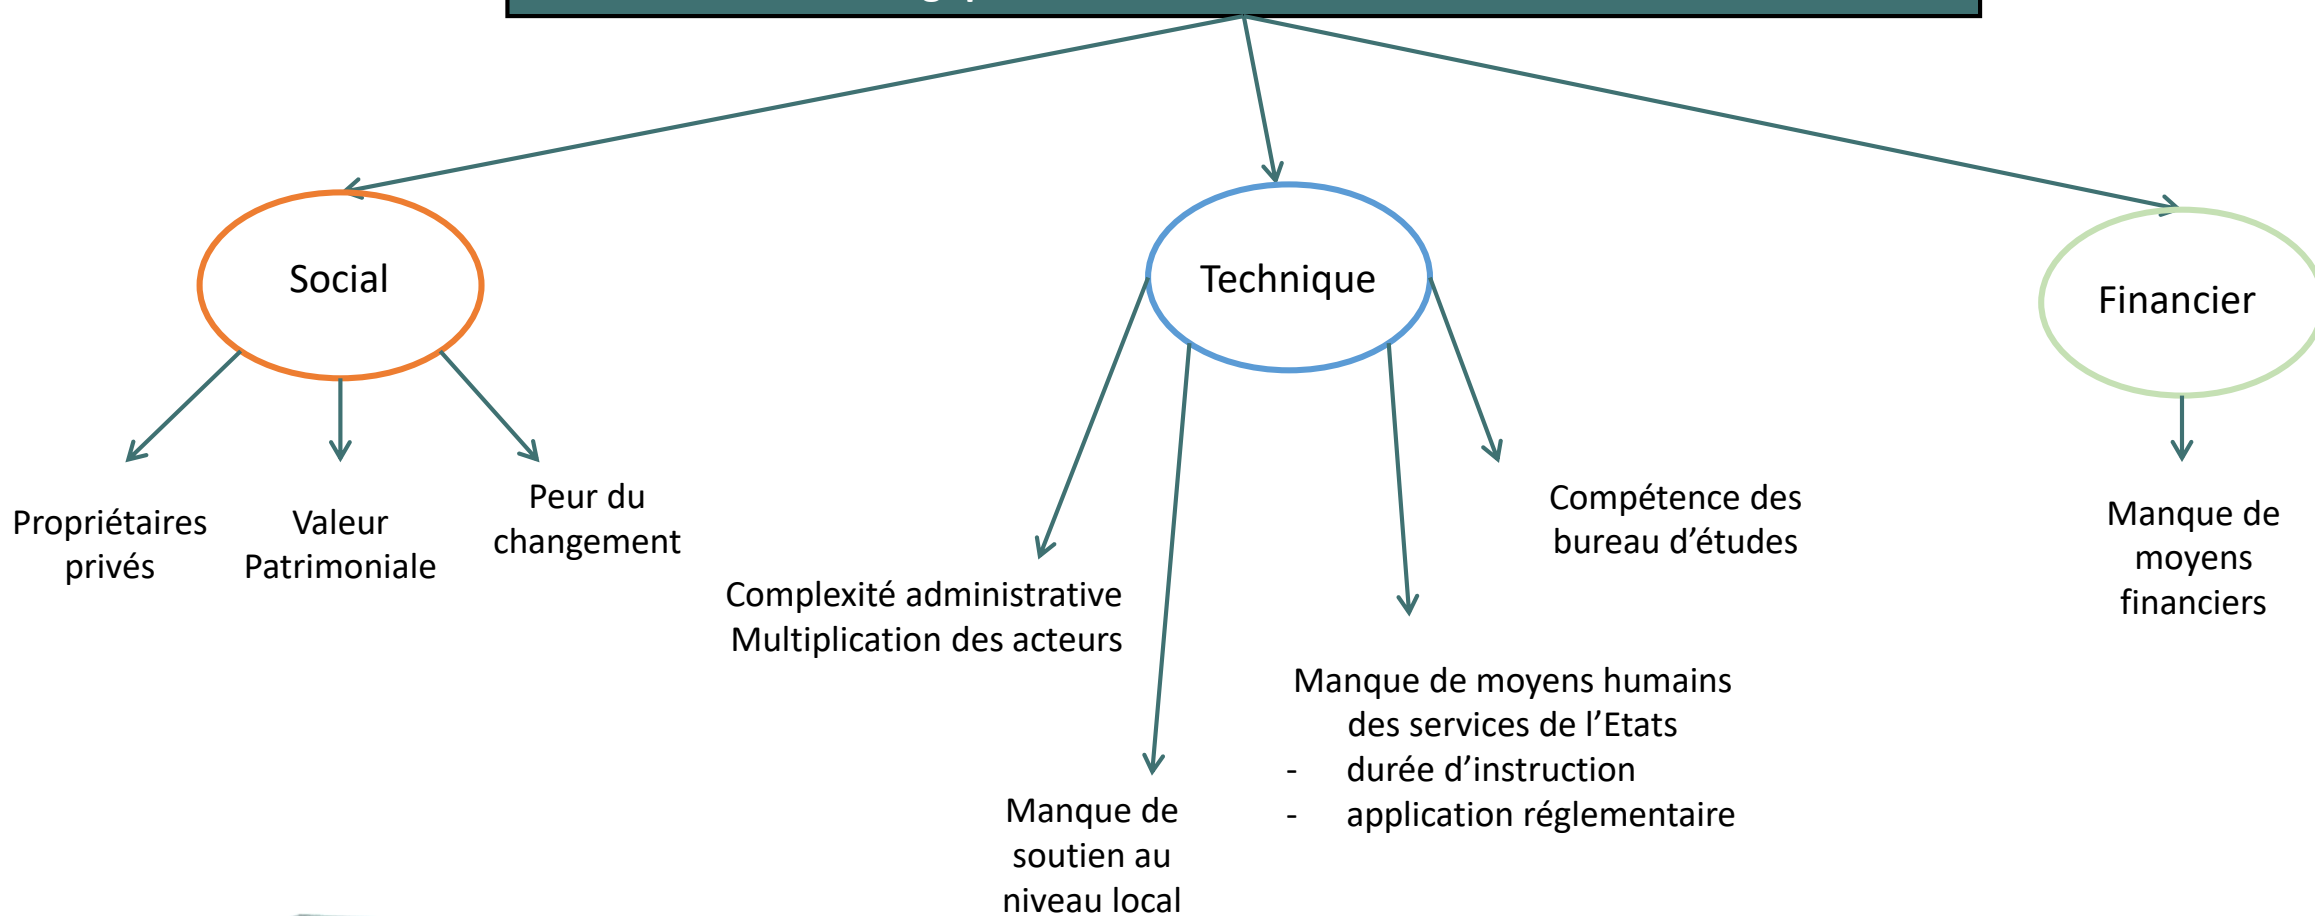 Social
Technique
Financier
Propriétaires
privés
Valeur
Patrimoniale
Peur du
changement
Complexité administrative
Multiplication des acteurs
Manque de
soutien au
niveau local
Manque de moyens humains
des services de l’Etats
- durée d’instruction
- application réglementaire
Compétence des
bureau d’études
Manque de
moyens
financiers